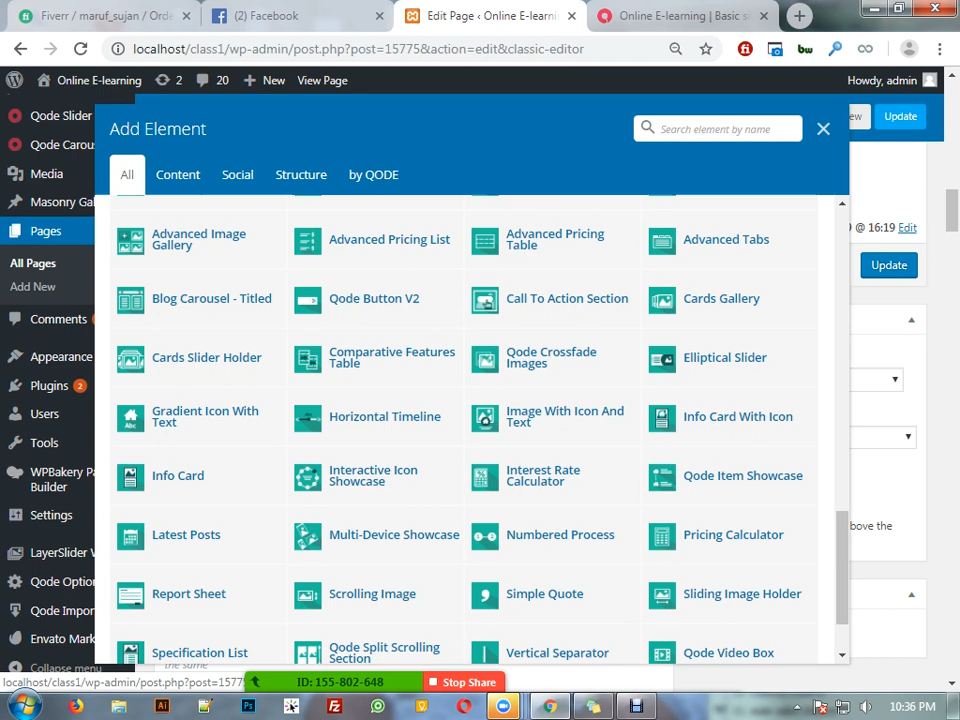 Fiverr / maruf_sujan / Orde
(2) Facebook
Edit Page ‹ Online E-learnin
Online E-learning | Basic s
localhost/class1/wp-admin/post.php?post=15775&action=edit&classic-editor
Online E-learning
2
20
New
View Page
Howdy, admin
Qode Slider
Qode Carou
Media
Masonry Gal
Pages
All Pages
Add New
Comments
Appearance
Plugins 2
Users
Tools
WPBakery Pa
Builder
Settings
LayerSlider W
Qode Option
Qode Import
Envato Mark
Collapse menu
Add Element
Search element by name
ew
Update
All
Content
Social
Structure
by QODE
9 @ 16:19 Edit
Update
Advanced Image
Gallery
Advanced Pricing List
Advanced Pricing
Table
Advanced Tabs
Blog Carousel - Titled
Qode Button V2
Call To Action Section
Cards Gallery
Cards Slider Holder
Comparative Features
Table
Qode Crossfade
Images
Elliptical Slider
Gradient Icon With
Text
Horizontal Timeline
Image With Icon And
Text
Info Card With Icon
Info Card
Interactive Icon
Showcase
Interest Rate
Calculator
Qode Item Showcase
Latest Posts
Multi-Device Showcase
Numbered Process
Pricing Calculator
bove the
Report Sheet
Scrolling Image
Simple Quote
Sliding Image Holder
Specification List
Qode Split Scrolling
Section
Vertical Separator
Qode Video Box
the same
localhost/class1/wp-admin/post.php?post=1577
ID: 155-802-648
Stop Share
10:36 PM